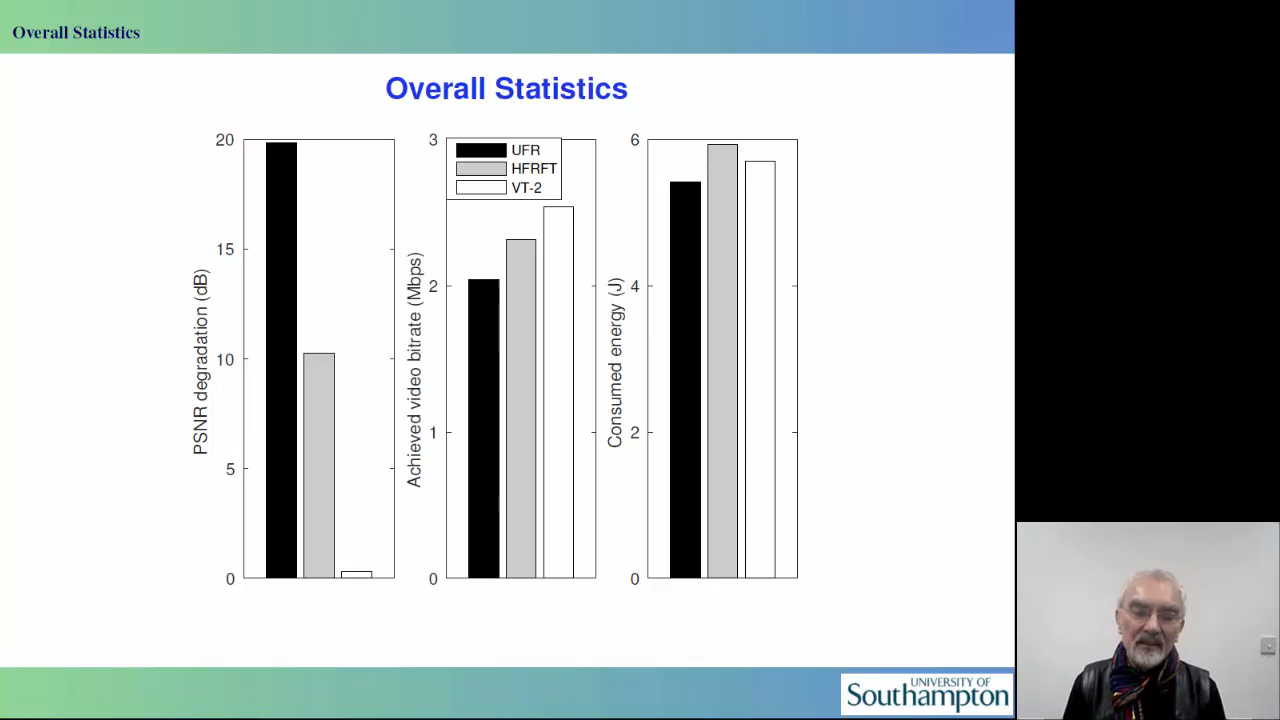 Overall Statistics
Overall Statistics
PSNR degradation (dB)
20
15
10
5
0
Achieved video bitrate (Mbps)
3
2
1
0
UFR
HFRFT
VT-2
Consumed energy (J)
6
4
2
0
UNIVERSITY OF
Southampton